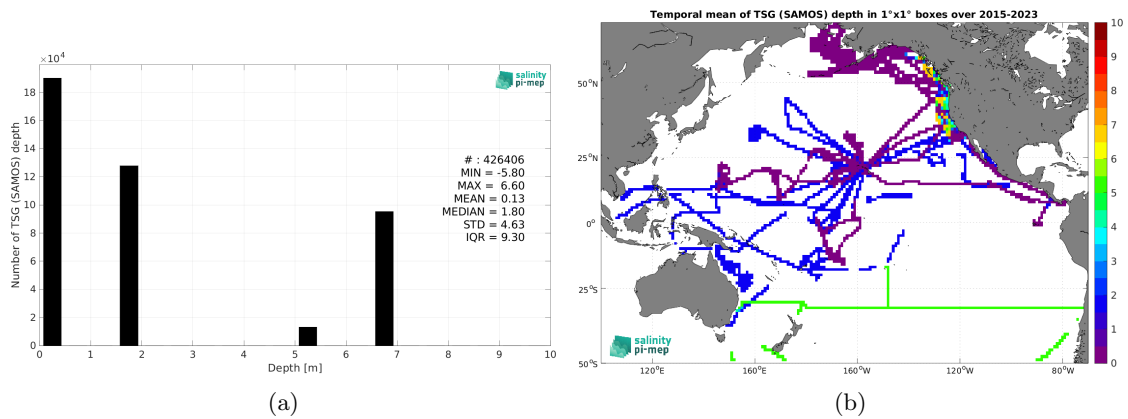 ×10⁴
18
16
14
12
10
8
6
4
2
0
Number of TSG (SAMOS) depth
0 1 2 3 4 5 6 7 8 9 10
Depth [m]
salinity
pi-mep
# : 426406
MIN = -5.80
MAX = 6.60
MEAN = 0.13
MEDIAN = 1.80
STD = 4.63
IQR = 9.30
(a)
Temporal mean of TSG (SAMOS) depth in 1°x1° boxes over 2015-2023
50°N
25°N
0°
25°S
50°S
120°E 160°E 160°W 120°W 80°W
salinity
pi-mep
10
9
8
7
6
5
4
3
2
1
0
(b)